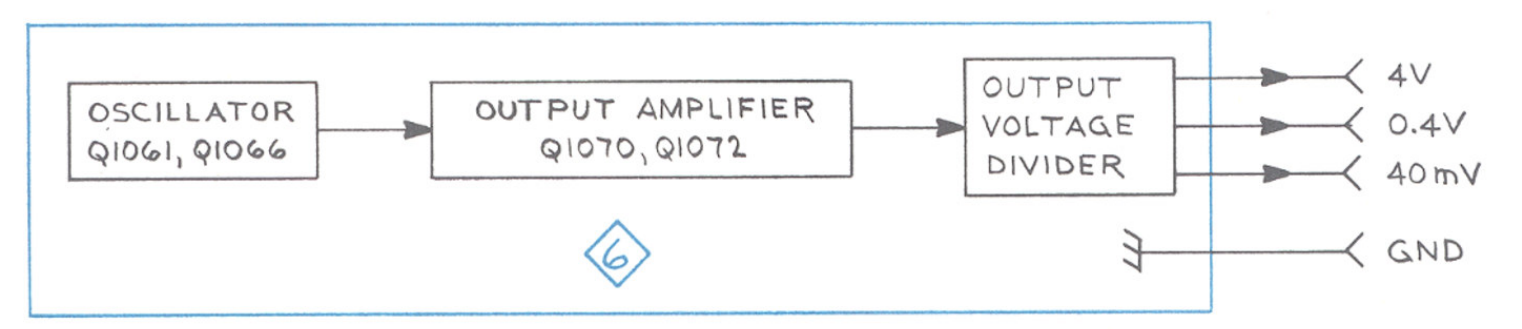 OSCILLATOR
Q1061, Q1066
OUTPUT AMPLIFIER
Q1070, Q1072
OUTPUT
VOLTAGE
DIVIDER
4V
0.4V
40mV
GND
6